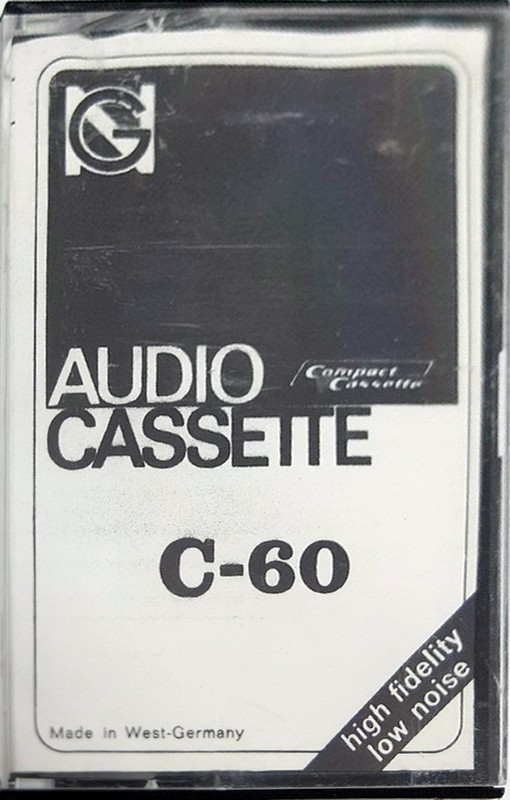 AUDIO
Compact
Cassette
CASSETTE
C-60
high fidelity
low noise
Made in West-Germany